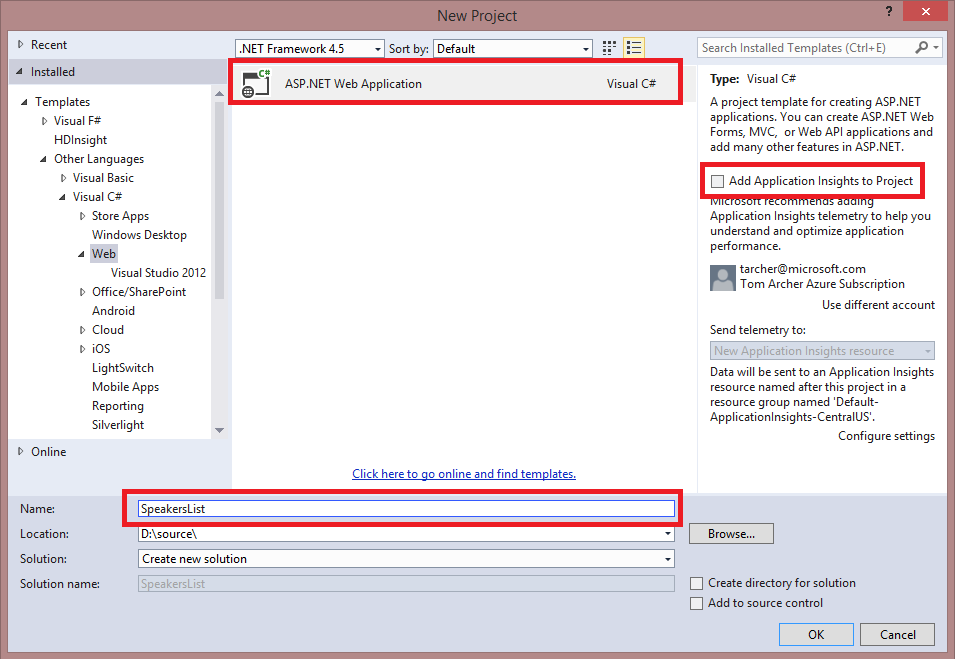 New Project
?
Recent
.NET Framework 4.5
Sort by:
Default
Search Installed Templates (Ctrl+E)
Installed
Templates
Visual F#
HDInsight
Other Languages
Visual Basic
Visual C#
Store Apps
Windows Desktop
Web
Visual Studio 2012
Office/SharePoint
Android
Cloud
iOS
LightSwitch
Mobile Apps
Reporting
Silverlight
Online
C#
ASP.NET Web Application
Visual C#
Click here to go online and find templates.
Type: Visual C#
A project template for creating ASP.NET
applications. You can create ASP.NET Web
Forms, MVC, or Web API applications and
add many other features in ASP.NET.
Add Application Insights to Project
Microsoft recommends adding
Application Insights telemetry to help you
understand and optimize application
performance.
tarcher@microsoft.com
Tom Archer Azure Subscription
Use different account
Send telemetry to:
New Application Insights resource
Data will be sent to an Application Insights
resource named after this project in a
resource group named 'Default-
ApplicationInsights-CentralUS'.
Configure settings
Name:
SpeakersList
Location:
D:\source\
Browse...
Solution:
Create new solution
Solution name:
SpeakersList
Create directory for solution
Add to source control
OK
Cancel